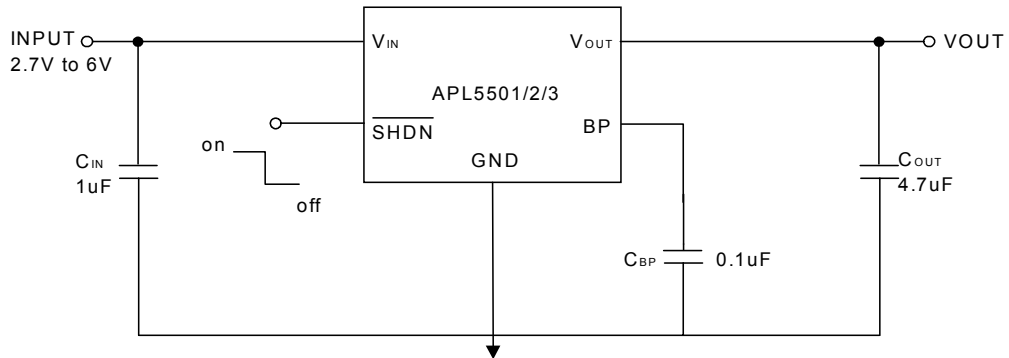 INPUT
2.7V to 6V
VIN
VOUT
VOUT
APL5501/2/3
SHDN
BP
GND
on
off
CIN
1uF
COUT
4.7uF
CBP
0.1uF